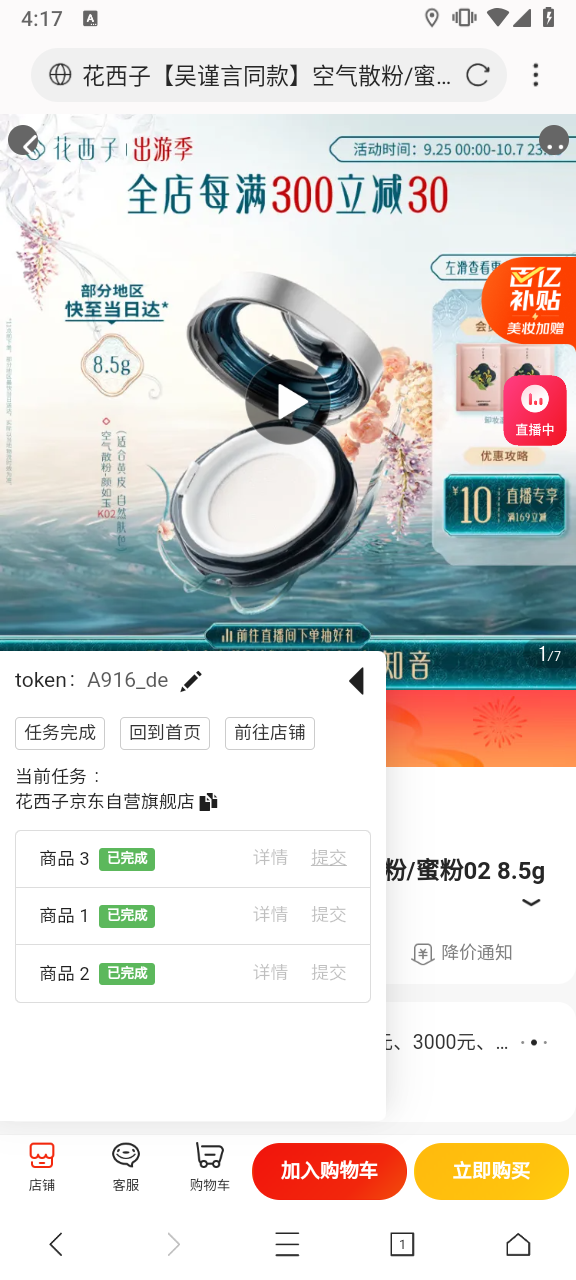 4:17
A
花西子【吴谨言同款】空气散粉/蜜...
花西子
出游季
活动时间：9.25 00:00-10.7 23:
全店每满300立减30
左滑查看更
百亿
补贴
美妆加赠
部分地区
快至当日达*
8.5g
直播中
空气散粉-颜如玉K02
(适合黄皮 自然肤色)
优惠攻略
¥10
直播专享
满169立减
前往直播间下单抽好礼
知音
1/7
token： A916_de
任务完成
回到首页
前往店铺
当前任务：
花西子京东自营旗舰店
商品 3
已完成
详情
提交
商品 1
已完成
详情
提交
商品 2
已完成
详情
提交
粉/蜜粉02 8.5g
降价通知
元、3000元、...
店铺
客服
购物车
加入购物车
立即购买
1